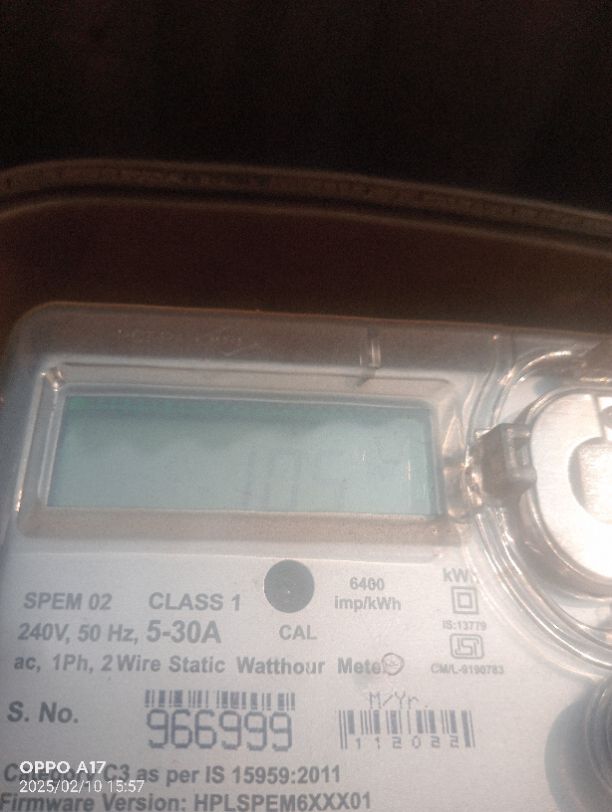 SPEM 02 CLASS 1 6400 imp/kWh
240V, 50 Hz, 5-30A CAL
IS:13779
ac, 1Ph, 2 Wire Static Watthour Meter
CM/L-9190783
M/Yr.
S. No. 966999 112022
C3 as per IS 15959:2011
Firmware Version: HPLSPEM6XXX01
OPPO A17
2025/02/10 15:57